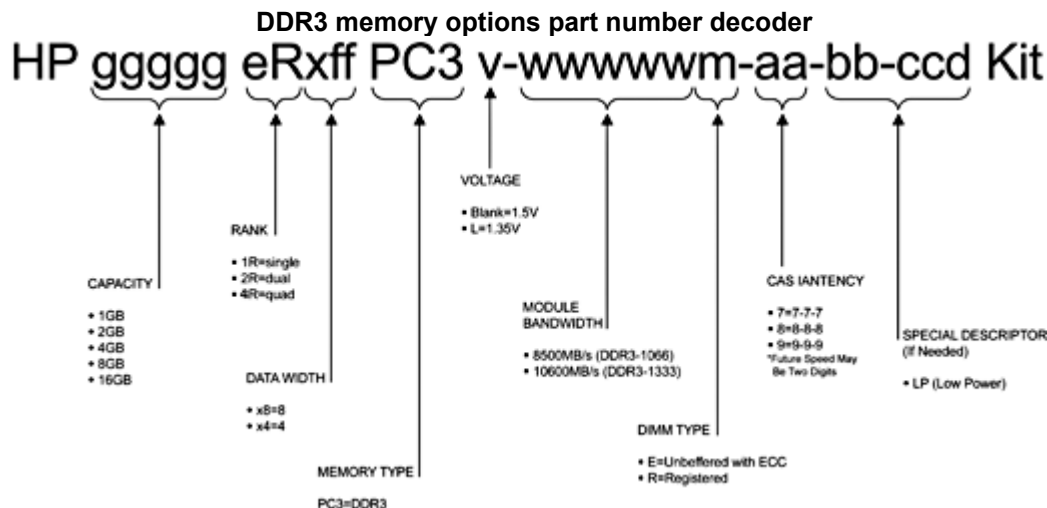 DDR3 memory options part number decoder
HP ggggg eRxff PC3 v-wwwwwm-aa-bb-ccd Kit
VOLTAGE
• Blank=1.5V
• L=1.35V
RANK
• 1R=single
• 2R=dual
• 4R=quad
CAPACITY
• 1GB
• 2GB
• 4GB
• 8GB
• 16GB
CAS IANTENCY
• 7=7-7-7
• 8=8-8-8
• 9=9-9-9
*Future Speed May
Be Two Digits
MODULE
BANDWIDTH
• 8500MB/s (DDR3-1066)
• 10600MB/s (DDR3-1333)
SPECIAL DESCRIPTOR
(If Needed)
• LP (Low Power)
DATA WIDTH
• x8=8
• x4=4
DIMM TYPE
• E=Unbeffered with ECC
• R=Registered
MEMORY TYPE
PC3=DDR3